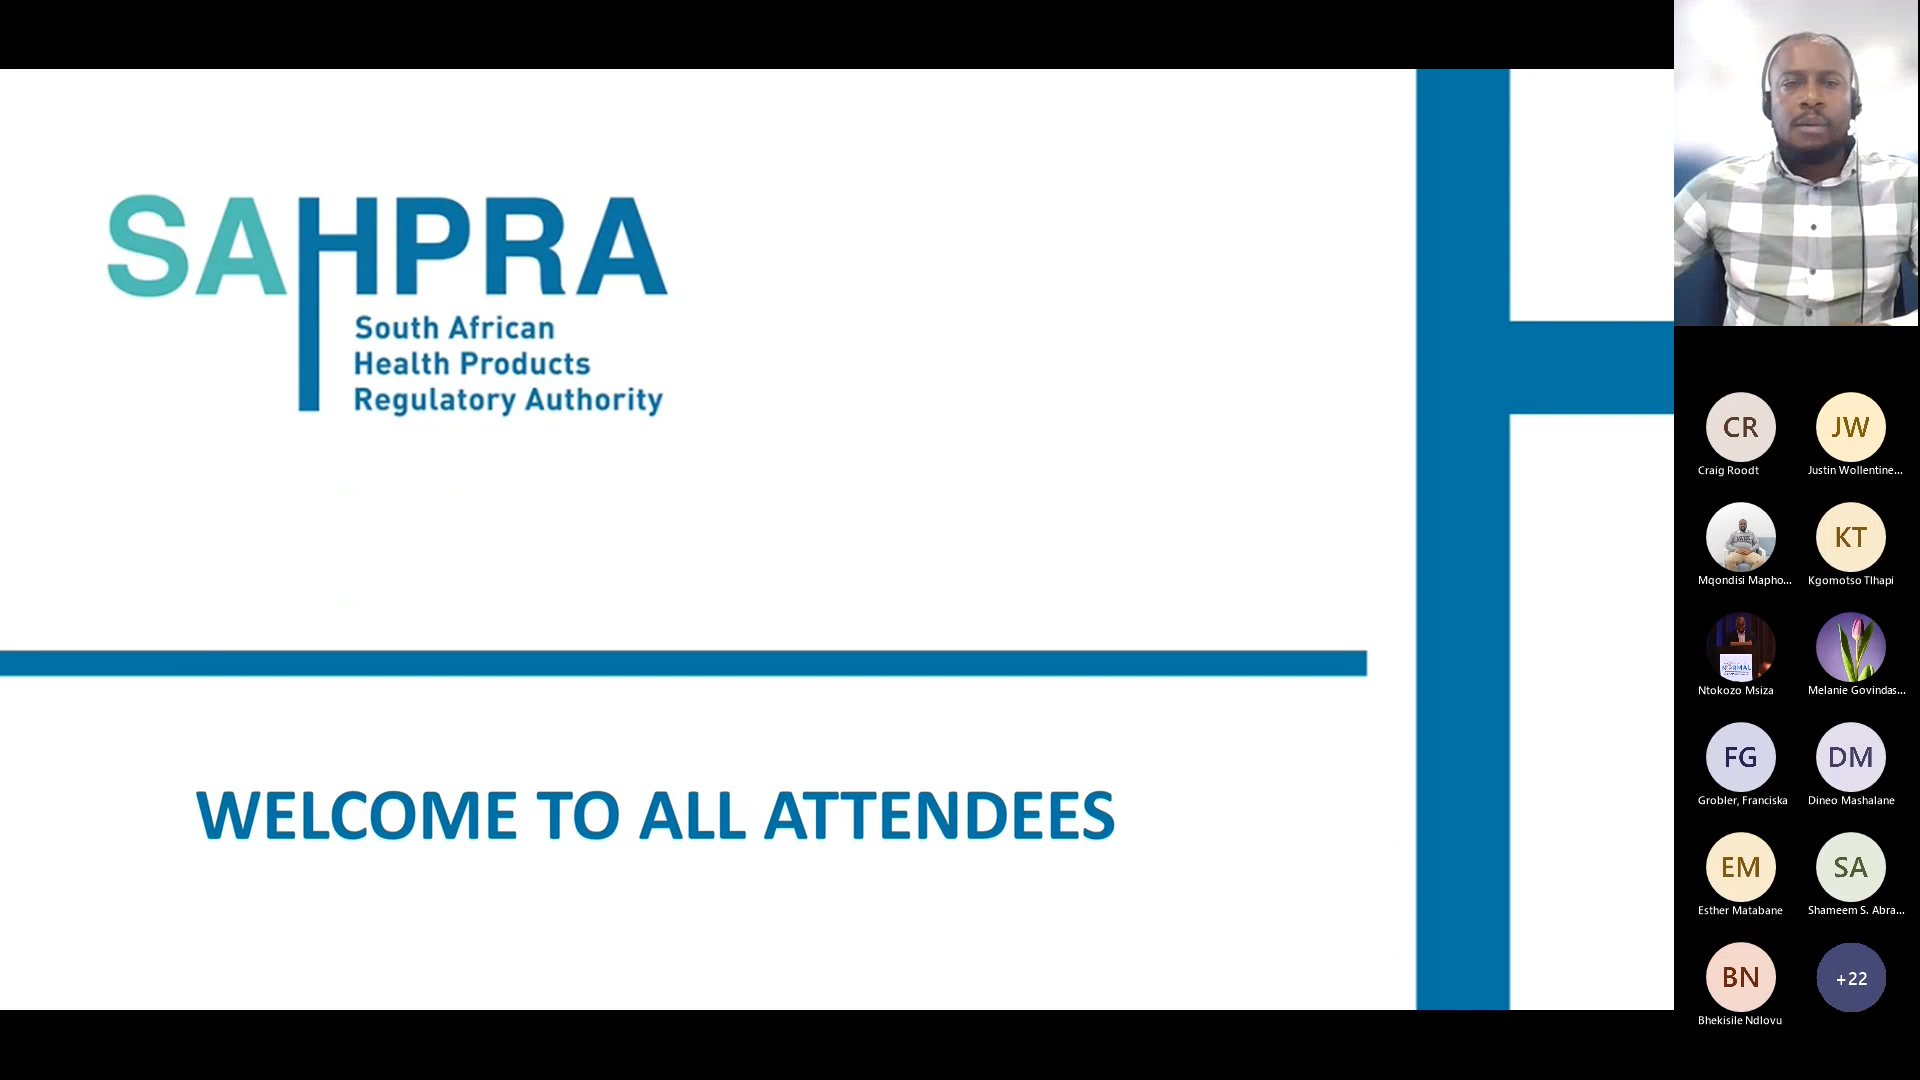 SAHPRA
South African
Health Products
Regulatory Authority
WELCOME TO ALL ATTENDEES
CR
Craig Roodt
JW
Justin Wollentine...
Mqondisi Mapho...
KT
Kgomotso Tlhapi
NORMAL
Ntokozo Msiza
Melanie Govindas...
FG
Grobler, Franciska
DM
Dineo Mashalane
EM
Esther Matabane
SA
Shameem S. Abra...
BN
Bhekisile Ndlovu
+22